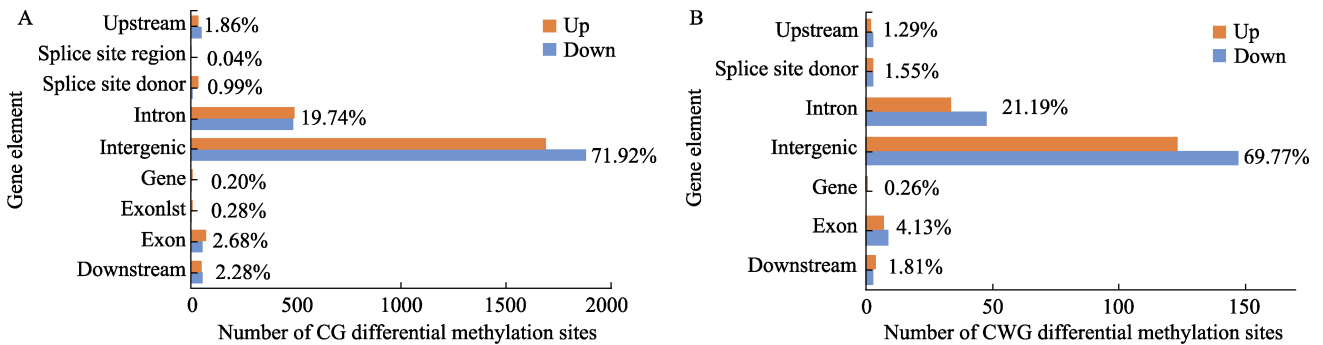 A
Upstream 1.86%
Splice site region 0.04%
Splice site donor 0.99%
Intron 19.74%
Intergenic 71.92%
Gene 0.20%
Exonlst 0.28%
Exon 2.68%
Downstream 2.28%
Up
Down
Gene element
0 500 1000 1500 2000
Number of CG differential methylation sites
B
Upstream 1.29%
Splice site donor 1.55%
Intron 21.19%
Intergenic 69.77%
Gene 0.26%
Exon 4.13%
Downstream 1.81%
Up
Down
Gene element
0 50 100 150
Number of CWG differential methylation sites